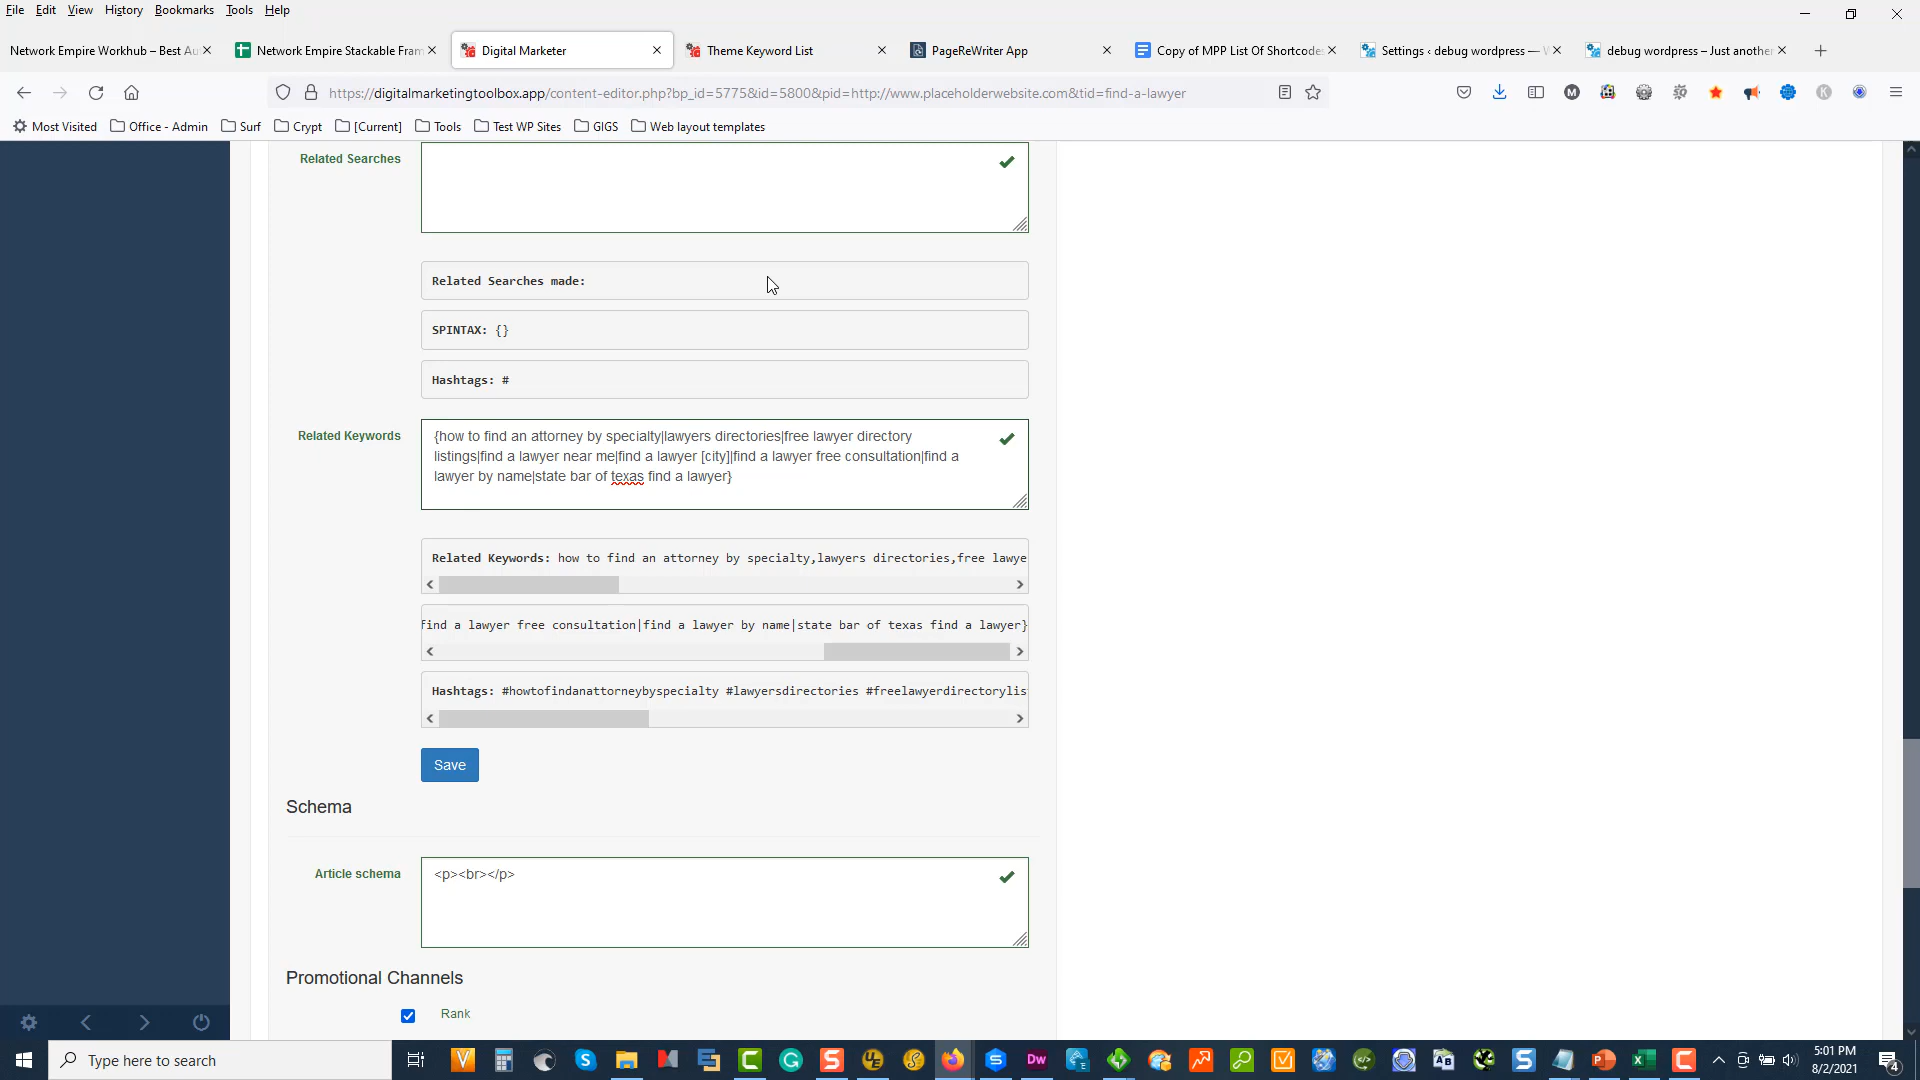 File Edit View History Bookmarks Tools Help
Network Empire Workhub – Best Au
Network Empire Stackable Fram
Digital Marketer
Theme Keyword List
PageReWriter App
Copy of MPP List Of Shortcodes
Settings ‹ debug wordpress — W
debug wordpress – Just another
https://digitalmarketingtoolbox.app/content-editor.php?bp_id=5775&id=5800&pid=http://www.placeholderwebsite.com&tid=find-a-lawyer
Most Visited Office - Admin Surf Crypt [Current] Tools Test WP Sites GIGS Web layout templates
Related Searches
Related Searches made:
SPINTAX: {}
Hashtags: #
Related Keywords
{how to find an attorney by specialty|lawyers directories|free lawyer directory
listings|find a lawyer near me|find a lawyer [city]|find a lawyer free consultation|find a
lawyer by name|state bar of texas find a lawyer}
Related Keywords: how to find an attorney by specialty,lawyers directories,free lawye
find a lawyer free consultation|find a lawyer by name|state bar of texas find a lawyer}
Hashtags: #howtofindanattorneybyspecialty #lawyersdirectories #freelawyerdirectorylis
Save
Schema
Article schema
<p><br></p>
Promotional Channels
Rank
Type here to search
5:01 PM
8/2/2021
4